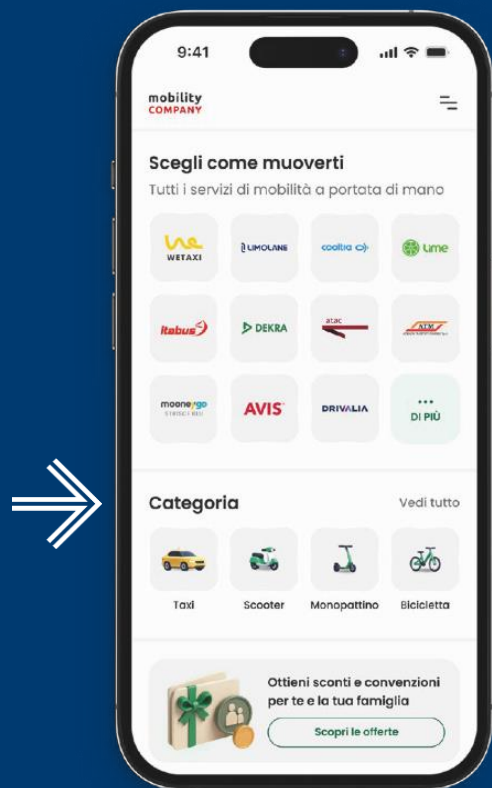 9:41
mobility
COMPANY
Scegli come muoverti
Tutti i servizi di mobilità a portata di mano
WETAXI
LIMOLANE
cooltra
Lime
itabus
DEKRA
atac
ATM
mooneygo
AVIS
DRIVALIA
DI PIÙ
Categoria
Vedi tutto
Taxi
Scooter
Monopattino
Bicicletta
Ottieni sconti e convenzioni
per te e la tua famiglia
Scopri le offerte